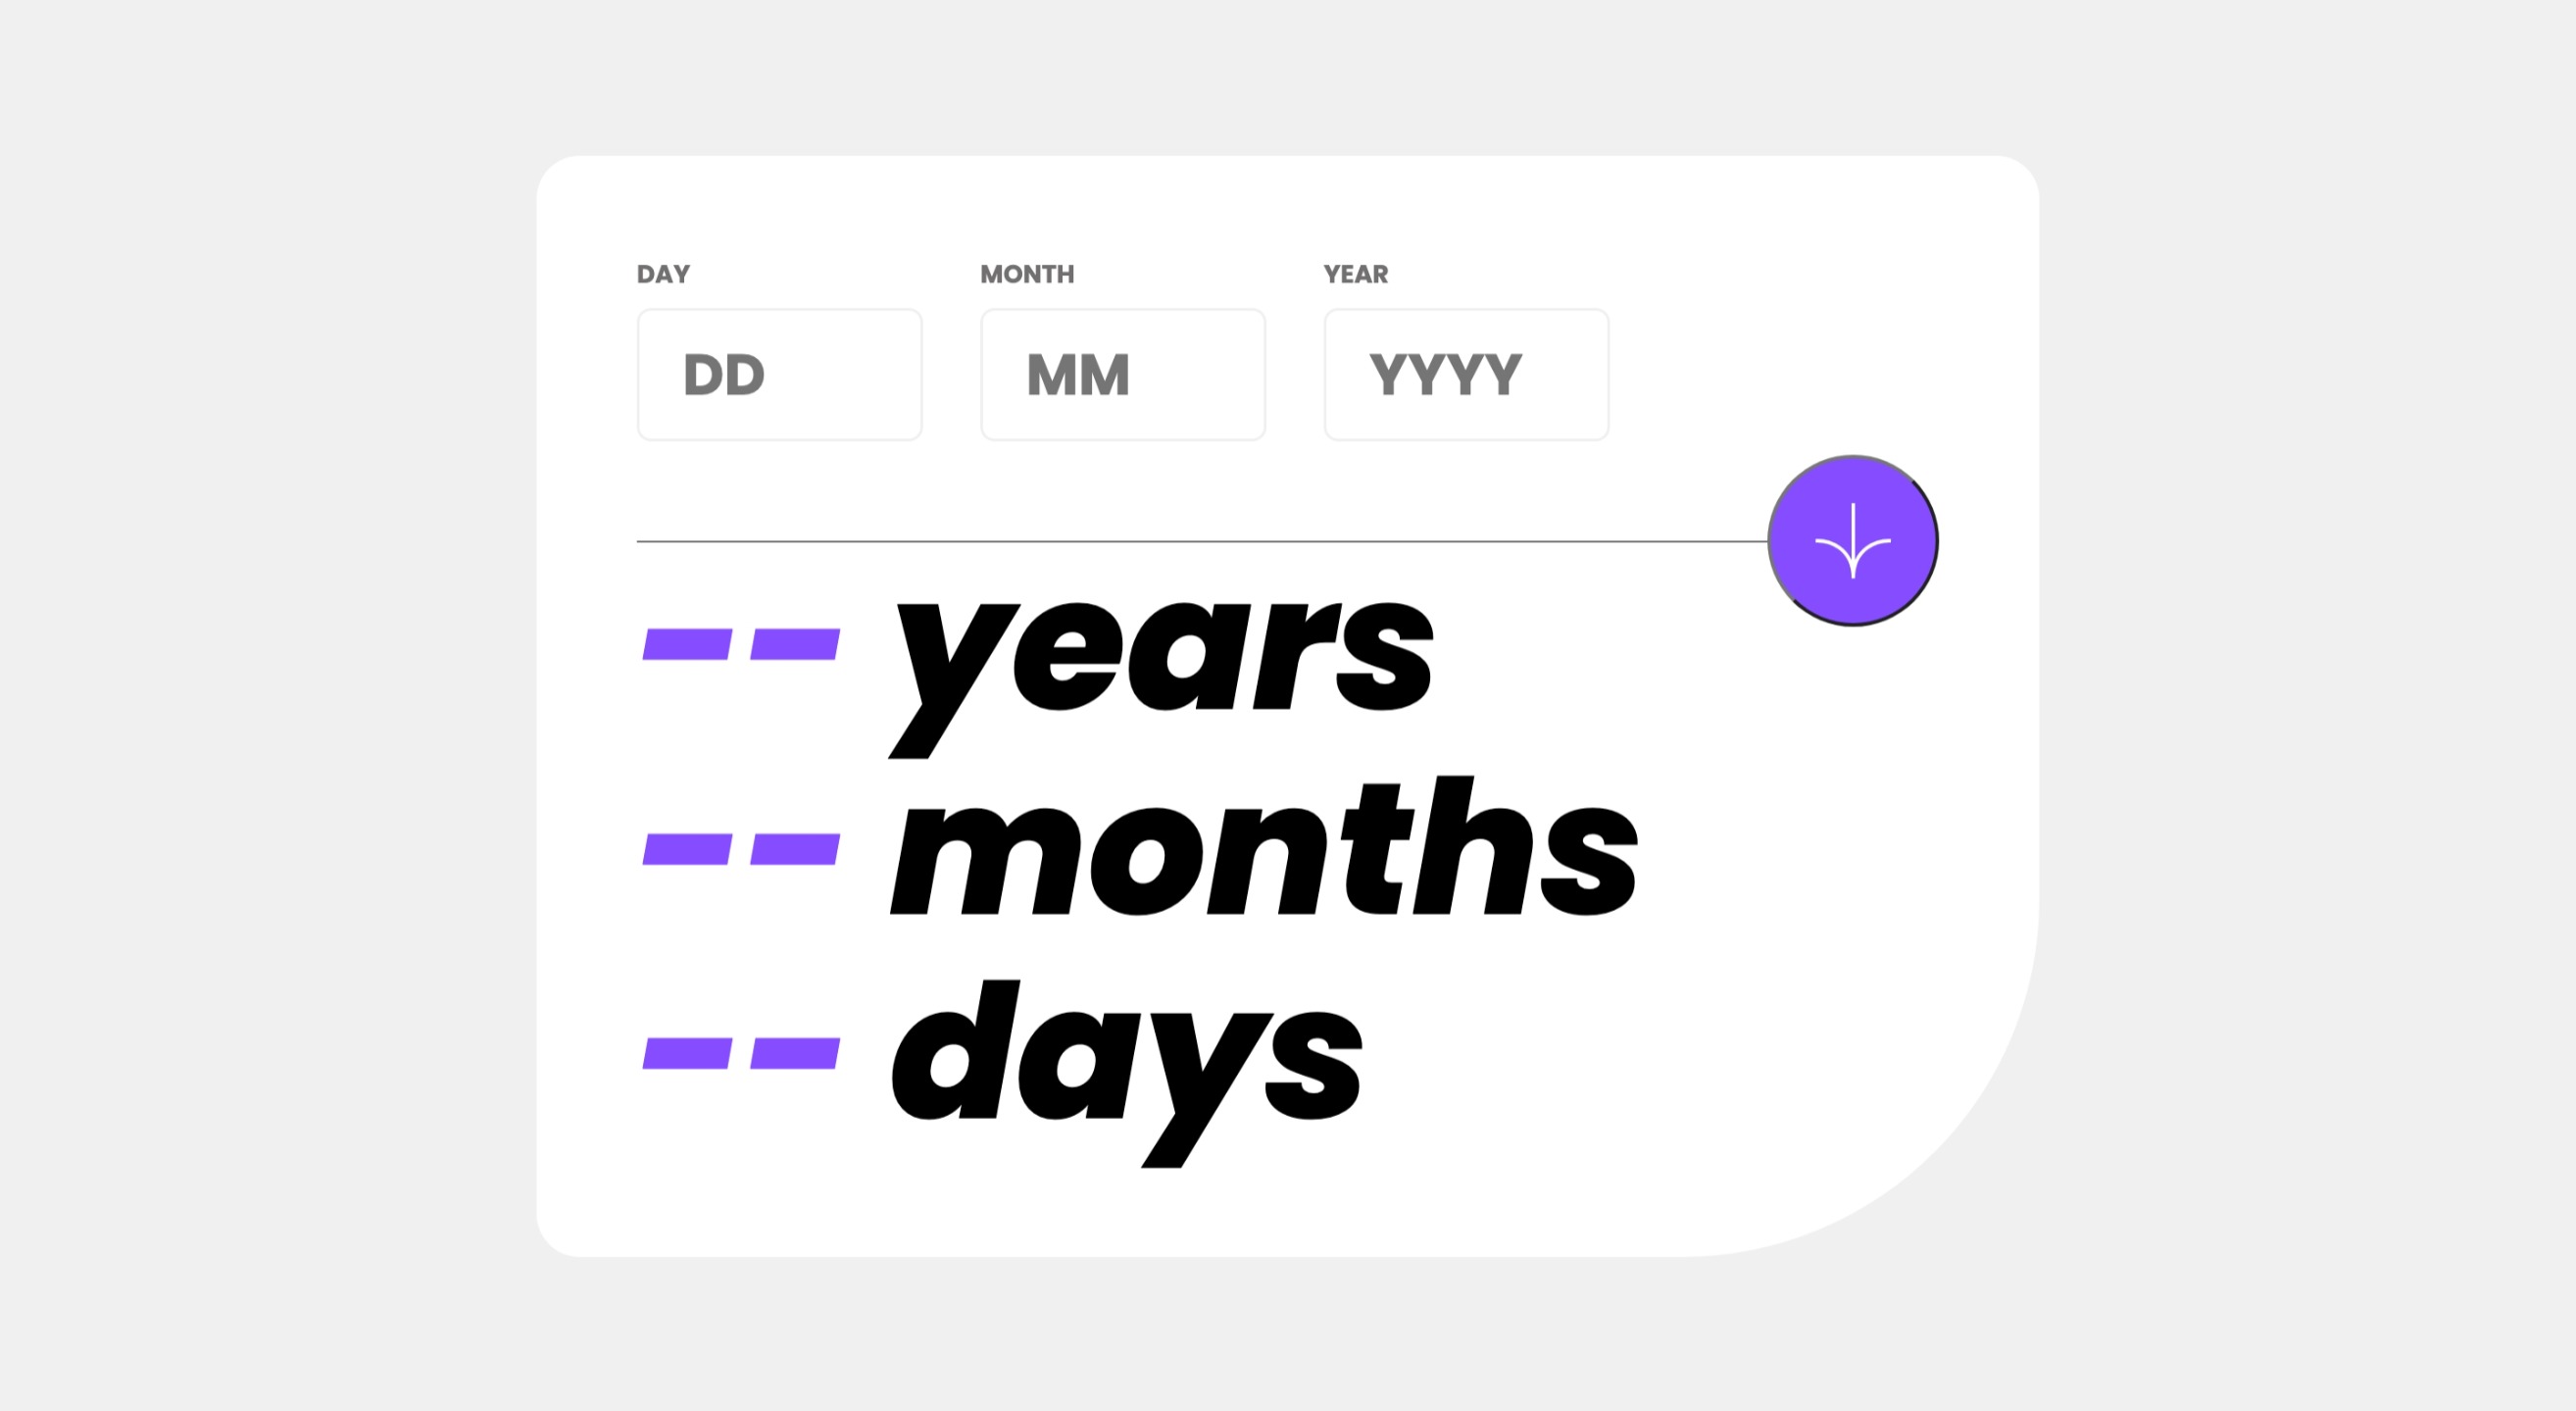 DAY MONTH YEAR
DD MM YYYY
-- years
-- months
-- days